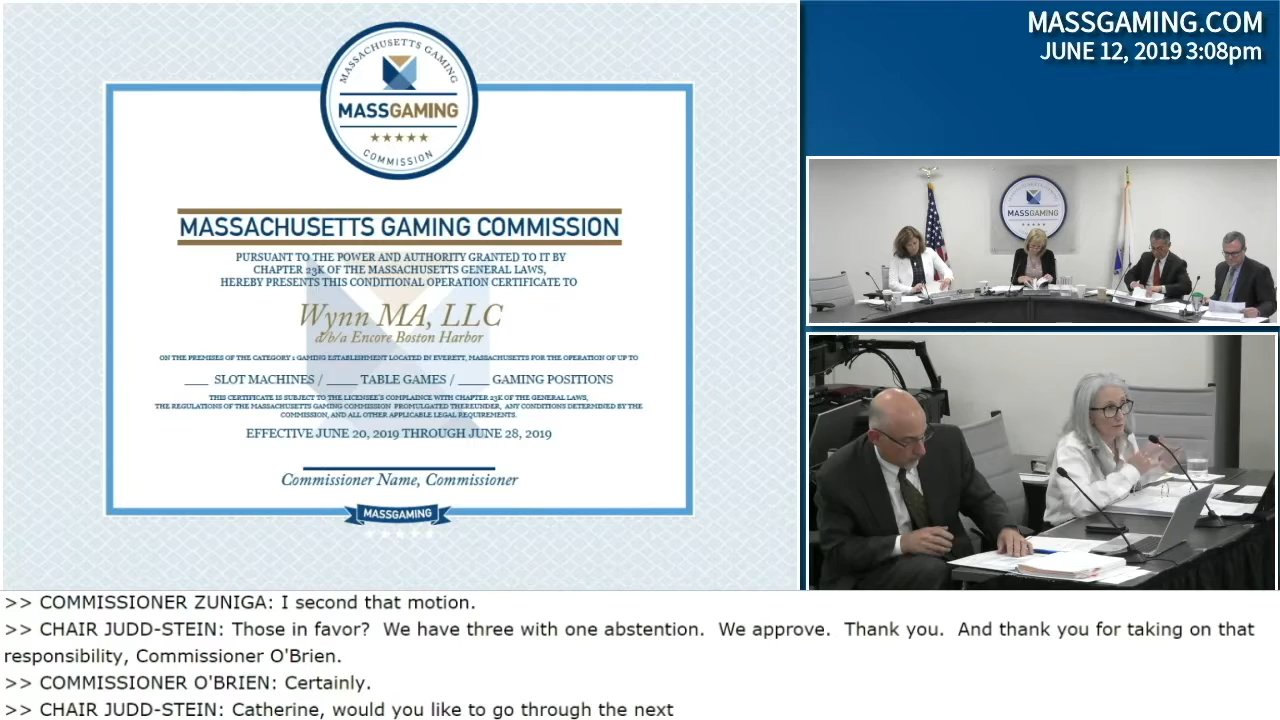 MASSACHUSETTS GAMING
MASSGAMING
COMMISSION
MASSACHUSETTS GAMING COMMISSION
PURSUANT TO THE POWER AND AUTHORITY GRANTED TO IT BY
CHAPTER 23K OF THE MASSACHUSETTS GENERAL LAWS,
HEREBY PRESENTS THIS CONDITIONAL OPERATION CERTIFICATE TO
Wynn MA, LLC
d/b/a Encore Boston Harbor
ON THE PREMISES OF THE CATEGORY 1 GAMING ESTABLISHMENT LOCATED IN EVERETT, MASSACHUSETTS FOR THE OPERATION OF UP TO
____ SLOT MACHINES / _____ TABLE GAMES / _____ GAMING POSITIONS
THIS CERTIFICATE IS SUBJECT TO THE LICENSEE'S COMPLAINCE WITH CHAPTER 23K OF THE GENERAL LAWS,
THE REGULATIONS OF THE MASSACHUSETTS GAMING COMMISSION PROMULGATED THEREUNDER, ANY CONDITIONS DETERMINED BY THE
COMMISSION, AND ALL OTHER APPLICABLE LEGAL REQUIREMENTS.
EFFECTIVE JUNE 20, 2019 THROUGH JUNE 28, 2019
Commissioner Name, Commissioner
MASSGAMING
MASSGAMING.COM
JUNE 12, 2019 3:08pm
MASSGAMING
>> COMMISSIONER ZUNIGA: I second that motion.
>> CHAIR JUDD-STEIN: Those in favor?  We have three with one abstention.  We approve.  Thank you.  And thank you for taking on that
responsibility, Commissioner O'Brien.
>> COMMISSIONER O'BRIEN: Certainly.
>> CHAIR JUDD-STEIN: Catherine, would you like to go through the next